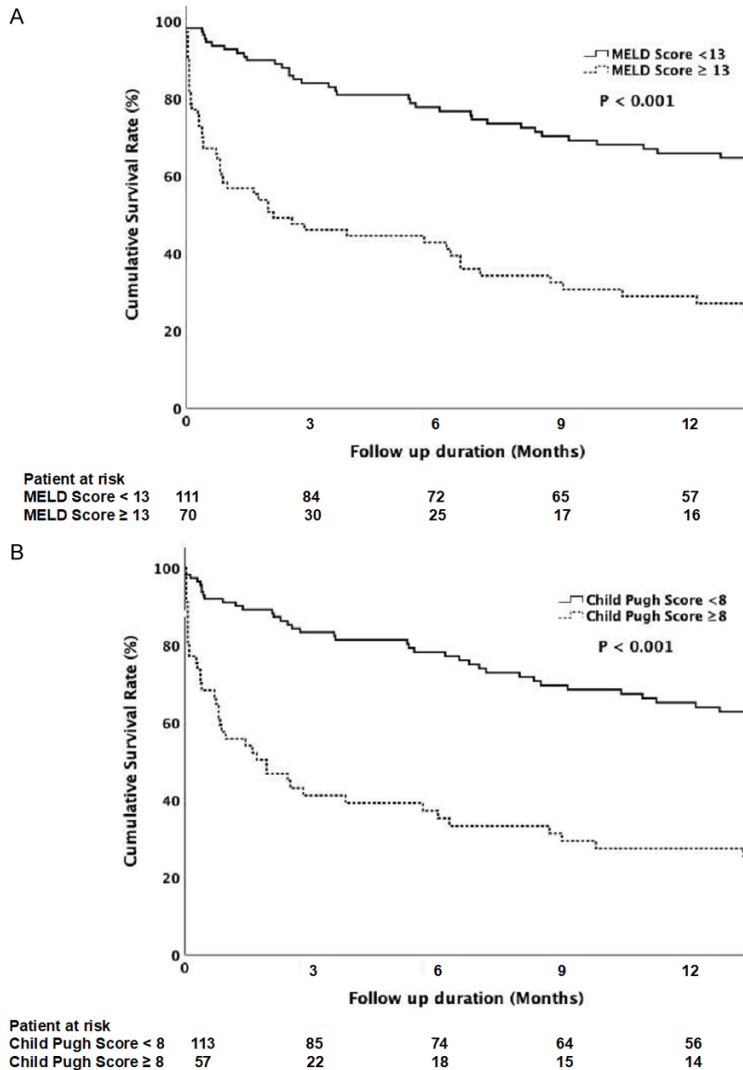 A
100
80
60
40
20
0
Cumulative Survival Rate (%)
MELD Score <13
MELD Score ≥ 13
P < 0.001
0 3 6 9 12
Follow up duration (Months)
Patient at risk
MELD Score < 13 111 84 72 65 57
MELD Score ≥ 13 70 30 25 17 16
B
100
80
60
40
20
0
Cumulative Survival Rate (%)
Child Pugh Score <8
Child Pugh Score ≥8
P < 0.001
0 3 6 9 12
Follow up duration (Months)
Patient at risk
Child Pugh Score < 8 113 85 74 64 56
Child Pugh Score ≥ 8 57 22 18 15 14